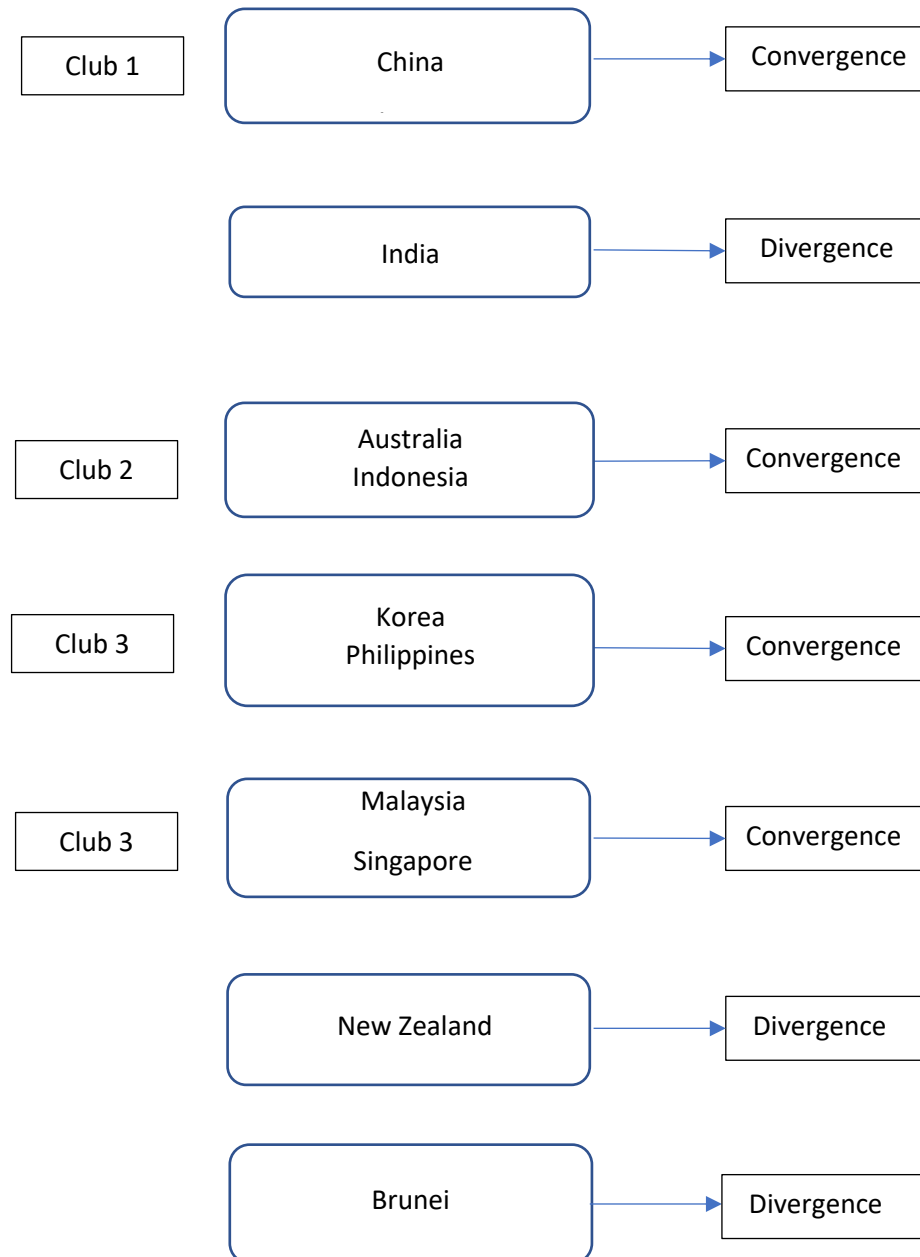 Club 1
China
Convergence
India
Divergence
Club 2
Australia
Indonesia
Convergence
Club 3
Korea
Philippines
Convergence
Club 3
Malaysia
Singapore
Convergence
New Zealand
Divergence
Brunei
Divergence